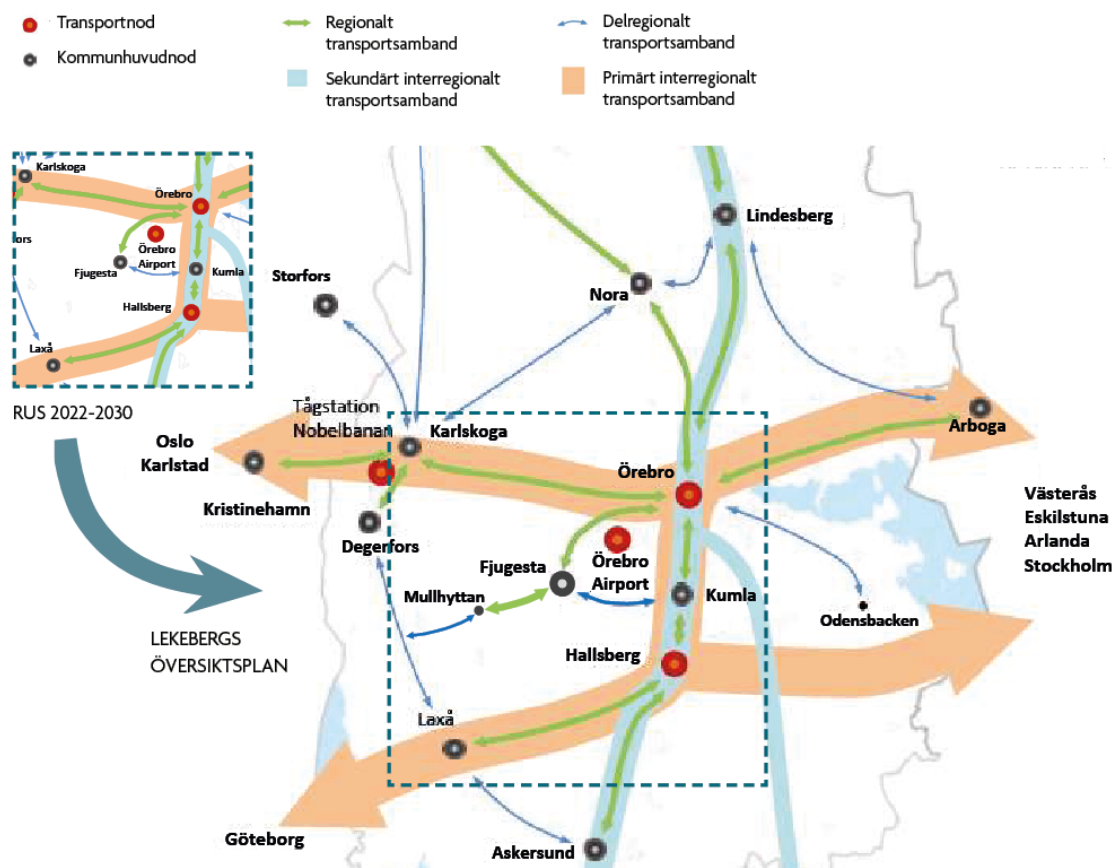 Transportnod
Kommunhuvudnod
Regionalt
transportsamband
Sekundärt interregionalt
transportsamband
Delregionalt
transportsamband
Primärt interregionalt
transportsamband
Karlskoga
Örebro
fors
Örebro
Airport
Fjugesta
Kumla
Hallsberg
Laxå
RUS 2022-2030
LEKEBERGS
ÖVERSIKTSPLAN
Lindesberg
Storfors
Nora
Tågstation
Nobelbanan
Karlskoga
Oslo
Karlstad
Arboga
Örebro
Kristinehamn
Västerås
Eskilstuna
Arlanda
Stockholm
Degerfors
Fjugesta
Örebro
Airport
Mullhyttan
Kumla
Odensbacken
Hallsberg
Laxå
Göteborg
Askersund